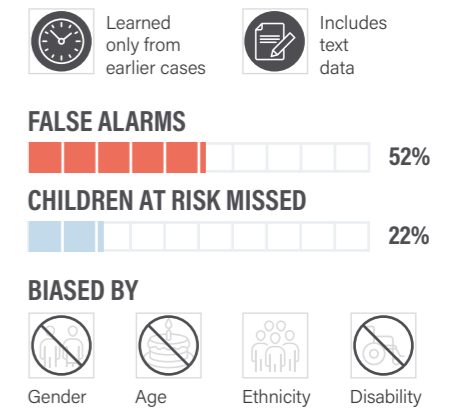 Learned
only from
earlier cases
Includes
text
data
FALSE ALARMS
52%
CHILDREN AT RISK MISSED
22%
BIASED BY
Gender
Age
Ethnicity
Disability